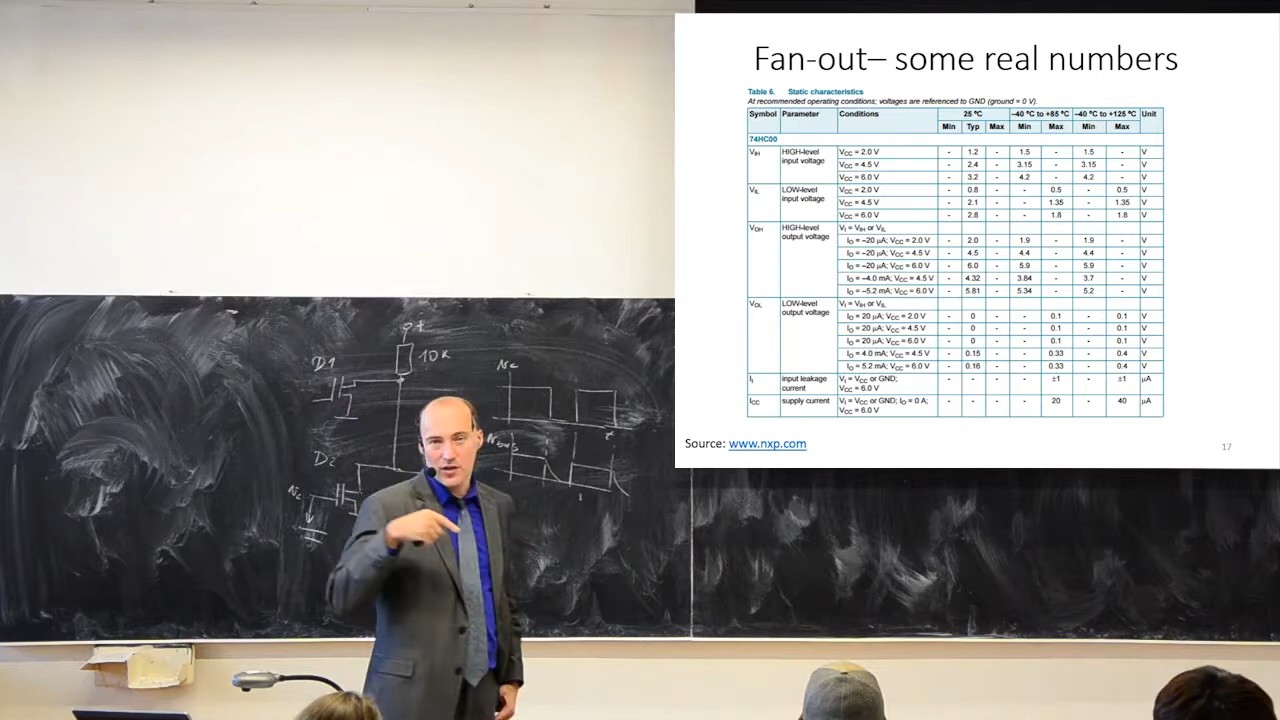 Fan-out– some real numbers
Table 6. Static characteristics
At recommended operating conditions; voltages are referenced to GND (ground = 0 V).
Symbol Parameter Conditions 25 ºC –40 ºC to +85 ºC –40 ºC to +125 ºC Unit
Min Typ Max Min Max Min Max
74HC00
VIH HIGH-level input voltage VCC = 2.0 V - 1.2 - 1.5 - 1.5 - V
VCC = 4.5 V - 2.4 - 3.15 - 3.15 - V
VCC = 6.0 V - 3.2 - 4.2 - 4.2 - V
VIL LOW-level input voltage VCC = 2.0 V - 0.8 - - 0.5 - 0.5 V
VCC = 4.5 V - 2.1 - - 1.35 - 1.35 V
VCC = 6.0 V - 2.8 - - 1.8 - 1.8 V
VOH HIGH-level output voltage VI = VIH or VIL
IO = –20 μA; VCC = 2.0 V - 2.0 - 1.9 - 1.9 - V
IO = –20 μA; VCC = 4.5 V - 4.5 - 4.4 - 4.4 - V
IO = –20 μA; VCC = 6.0 V - 6.0 - 5.9 - 5.9 - V
IO = –4.0 mA; VCC = 4.5 V - 4.32 - 3.84 - 3.7 - V
IO = –5.2 mA; VCC = 6.0 V - 5.81 - 5.34 - 5.2 - V
VOL LOW-level output voltage VI = VIH or VIL
IO = 20 μA; VCC = 2.0 V - 0 - - 0.1 - 0.1 V
IO = 20 μA; VCC = 4.5 V - 0 - - 0.1 - 0.1 V
IO = 20 μA; VCC = 6.0 V - 0 - - 0.1 - 0.1 V
IO = 4.0 mA; VCC = 4.5 V - 0.15 - - 0.33 - 0.4 V
IO = 5.2 mA; VCC = 6.0 V - 0.16 - - 0.33 - 0.4 V
II input leakage current VI = VCC or GND; VCC = 6.0 V - - - - ±1 - ±1 μA
ICC supply current VI = VCC or GND; IO = 0 A; VCC = 6.0 V - - - - 20 - 40 μA
Source: www.nxp.com
17
+
10K
D1
D2